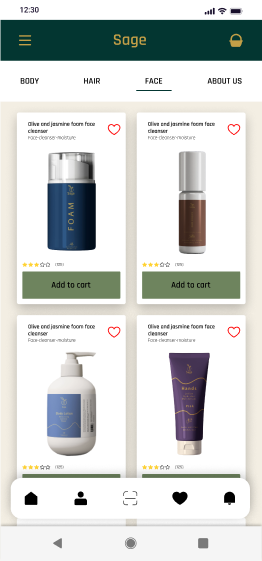 12:30
Sage
BODY HAIR FACE ABOUT US
Olive and jasmine foam face
cleanser
Face-cleanser-moisture
FOAM
(105)
Add to cart
Olive and jasmine foam face
cleanser
Face-cleanser-moisture
(105)
Add to cart
Olive and jasmine foam face
cleanser
Face-cleanser-moisture
(105)
Olive and jasmine foam face
cleanser
Face-cleanser-moisture
(105)